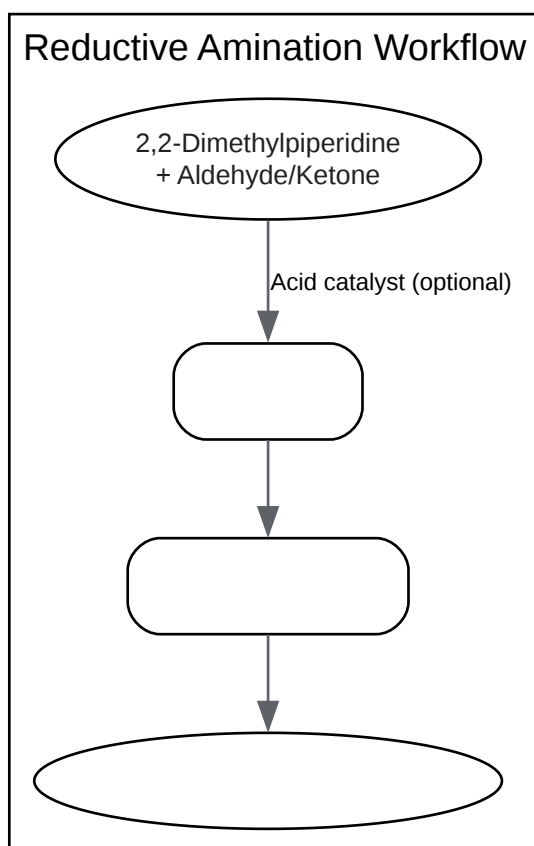 Reductive Amination Workflow
2,2-Dimethylpiperidine
+ Aldehyde/Ketone
Acid catalyst (optional)